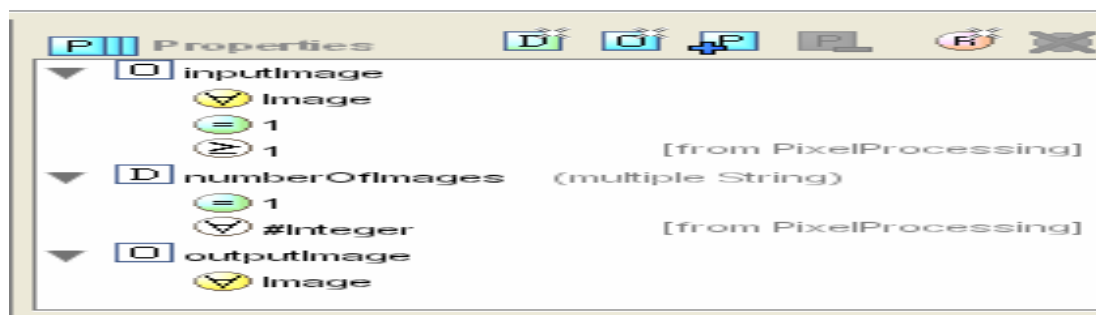 P Properties D O P P R
O inputImage
∀ Image
= 1
≥ 1 [from PixelProcessing]
D numberOfImages (multiple String)
= 1
∀ #Integer [from PixelProcessing]
O outputImage
∀ Image